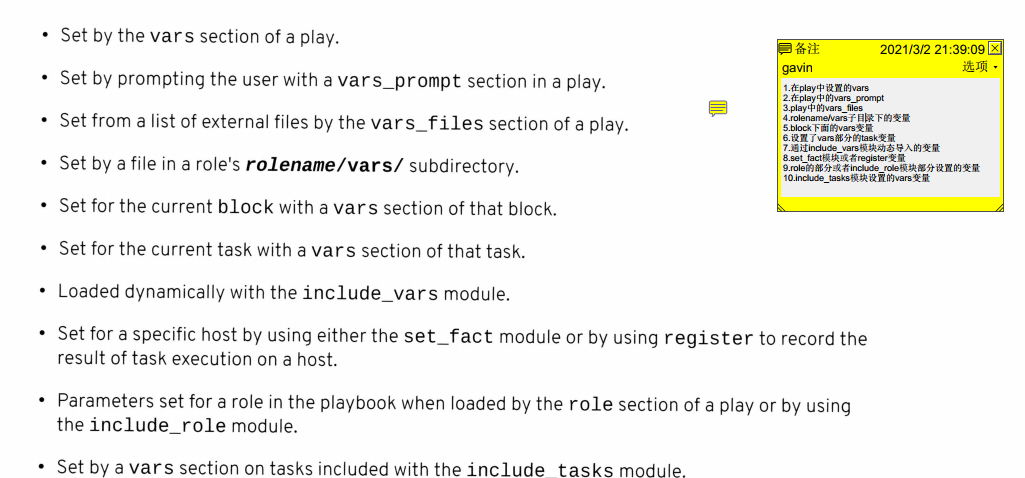 • Set by the vars section of a play.
• Set by prompting the user with a vars_prompt section in a play.
• Set from a list of external files by the vars_files section of a play.
• Set by a file in a role's rolename/vars/ subdirectory.
• Set for the current block with a vars section of that block.
• Set for the current task with a vars section of that task.
• Loaded dynamically with the include_vars module.
• Set for a specific host by using either the set_fact module or by using register to record the
result of task execution on a host.
• Parameters set for a role in the playbook when loaded by the role section of a play or by using
the include_role module.
• Set by a vars section on tasks included with the include_tasks module.
备注 2021/3/2 21:39:09
gavin 选项
1.在play中设置的vars
2.在play中的vars_prompt
3.play中的vars_files
4.rolename/vars子目录下的变量
5.block下面的vars变量
6.设置了vars部分的task变量
7.通过include_vars模块动态导入的变量
8.set_fact模块或者register变量
9.role的部分或者include_role模块部分设置的变量
10.include_tasks模块设置的vars变量